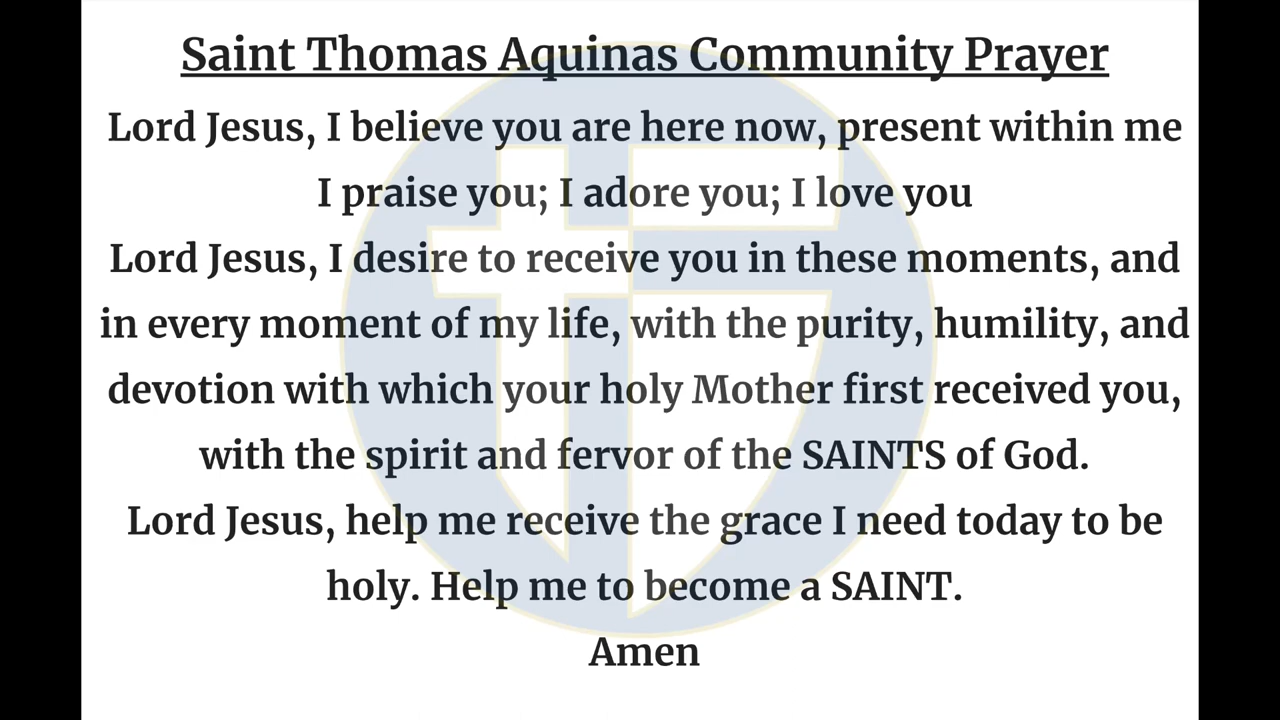 Saint Thomas Aquinas Community Prayer
Lord Jesus, I believe you are here now, present within me
I praise you; I adore you; I love you
Lord Jesus, I desire to receive you in these moments, and
in every moment of my life, with the purity, humility, and
devotion with which your holy Mother first received you,
with the spirit and fervor of the SAINTS of God.
Lord Jesus, help me receive the grace I need today to be
holy. Help me to become a SAINT.
Amen